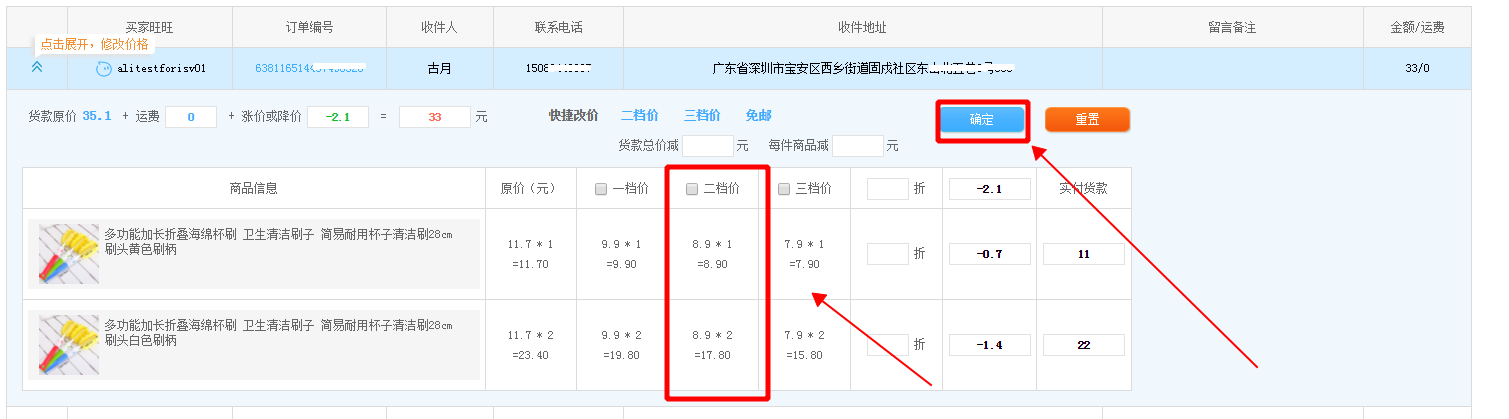 买家旺旺 订单编号 收件人 联系电话 收件地址 留言备注 金额/运费
点击展开，修改价格
alitestforisv01 古月 广东省深圳市宝安区西乡街道固戍社区 33/0
货款原价 35.1 + 运费 0 + 涨价或降价 -2.1 = 33 元 快捷改价 二档价 三档价 免邮 确定 重置
货款总价减 元 每件商品减 元
商品信息 原价（元） 一档价 二档价 三档价 折 -2.1 实付货款
多功能加长折叠海绵杯刷 卫生清洁刷子 简易耐用杯子清洁刷28cm
刷头黄色刷柄
11.7 * 1 9.9 * 1 8.9 * 1 7.9 * 1 折 -0.7 11
=11.70 =9.90 =8.90 =7.90
多功能加长折叠海绵杯刷 卫生清洁刷子 简易耐用杯子清洁刷28cm
刷头白色刷柄
11.7 * 2 9.9 * 2 8.9 * 2 7.9 * 2 折 -1.4 22
=23.40 =19.80 =17.80 =15.80